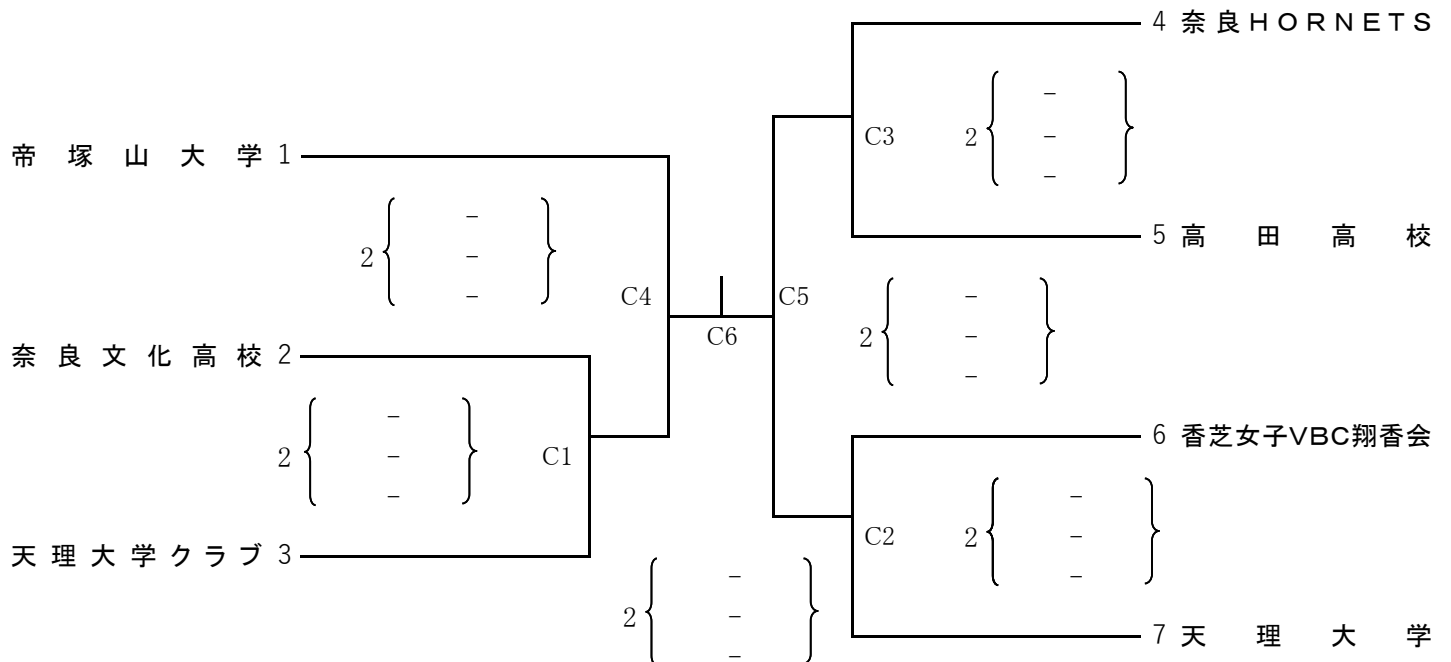 4 奈良HORNETS
C3
2 { - - - }
帝塚山大学 1
5 高田高校
2 { - - - }
C4
C5
C6
2 { - - - }
奈良文化高校 2
6 香芝女子VBC翔香会
2 { - - - }
C1
C2
2 { - - - }
天理大学クラブ 3
2 { - - - }
7 天理大学